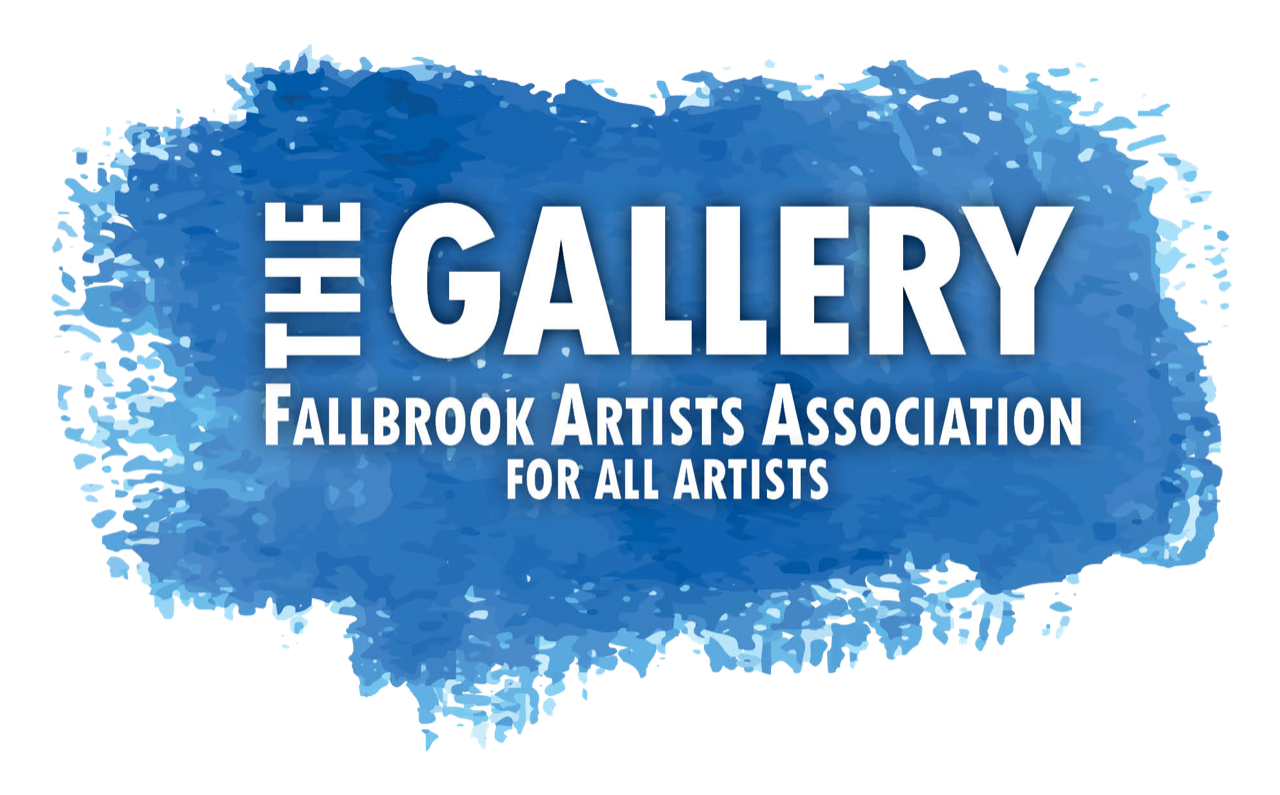 THE GALLERY
FALLBROOK ARTISTS ASSOCIATION
FOR ALL ARTISTS